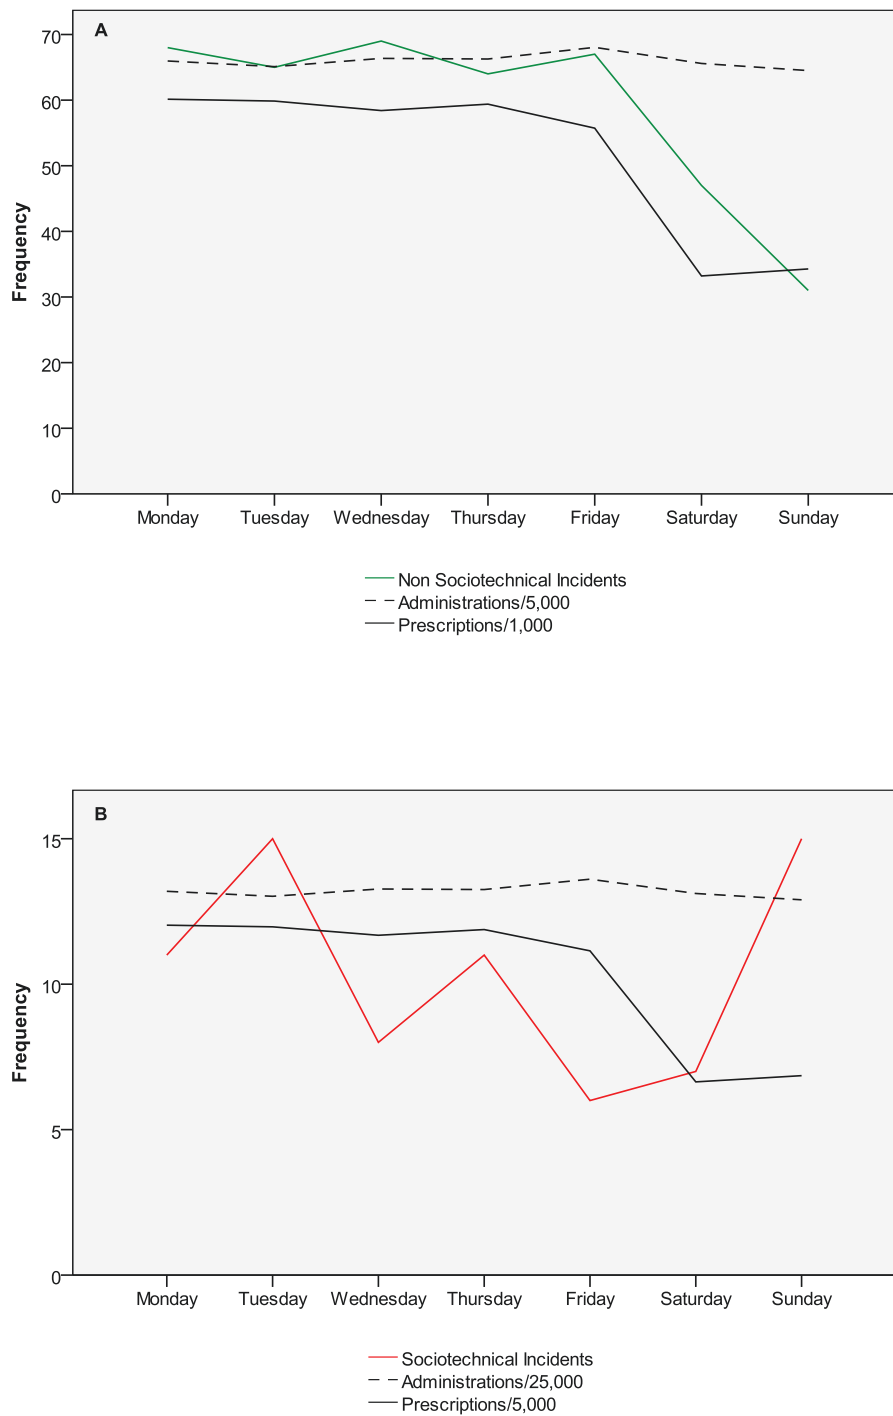 A
70
60
50
40
30
20
10
0
Frequency
Monday Tuesday Wednesday Thursday Friday Saturday Sunday
Non Sociotechnical Incidents
Administrations/5,000
Prescriptions/1,000
B
15
10
5
0
Frequency
Monday Tuesday Wednesday Thursday Friday Saturday Sunday
Sociotechnical Incidents
Administrations/25,000
Prescriptions/5,000